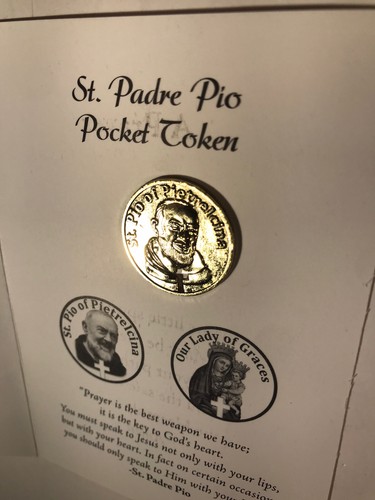 St. Padre Pio
Pocket Token
St. Pio of Pietrelcina
St. Pio of Pietrelcina
Our Lady of Graces
"Prayer is the best weapon we have;
it is the key to God's heart.
You must speak to Jesus not only with your lips,
but with your heart. In fact on certain occasions
you should only speak to Him with your
-St. Padre Pio